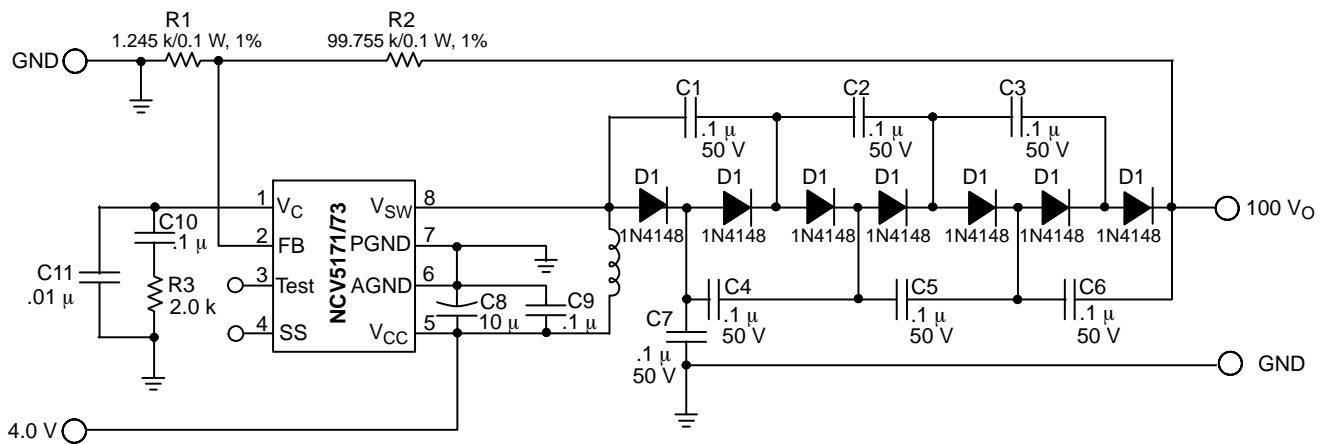 R1
1.245 k/0.1 W, 1%
R2
99.755 k/0.1 W, 1%
GND
C1
.1 μ
50 V
C2
.1 μ
50 V
C3
.1 μ
50 V
D1
1N4148
D1
1N4148
D1
1N4148
D1
1N4148
D1
1N4148
D1
1N4148
D1
1N4148
100 VO
1
VC
2
FB
3
Test
4
SS
NCV5171/73
VSW
8
PGND
7
AGND
6
VCC
5
C10
.1 μ
C11
.01 μ
R3
2.0 k
C8
10 μ
C9
.1 μ
C4
.1 μ
50 V
C5
.1 μ
50 V
C6
.1 μ
50 V
C7
.1 μ
50 V
GND
4.0 V